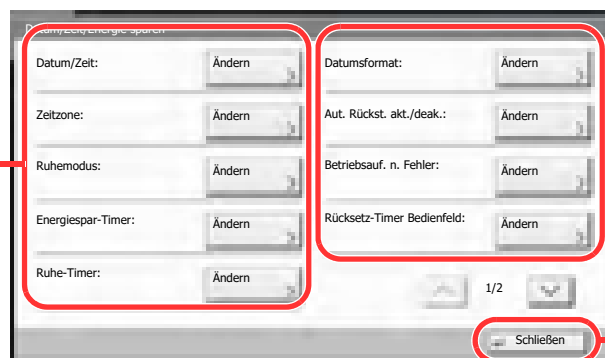 Datum/Zeit/Energie sparen
Datum/Zeit: Ändern
Zeitzone: Ändern
Ruhemodus: Ändern
Energiespar-Timer: Ändern
Ruhe-Timer: Ändern
Datumsformat: Ändern
Aut. Rückst. akt./deak.: Ändern
Betriebsauf. n. Fehler: Ändern
Rücksetz-Timer Bedienfeld: Ändern
1/2
Schließen